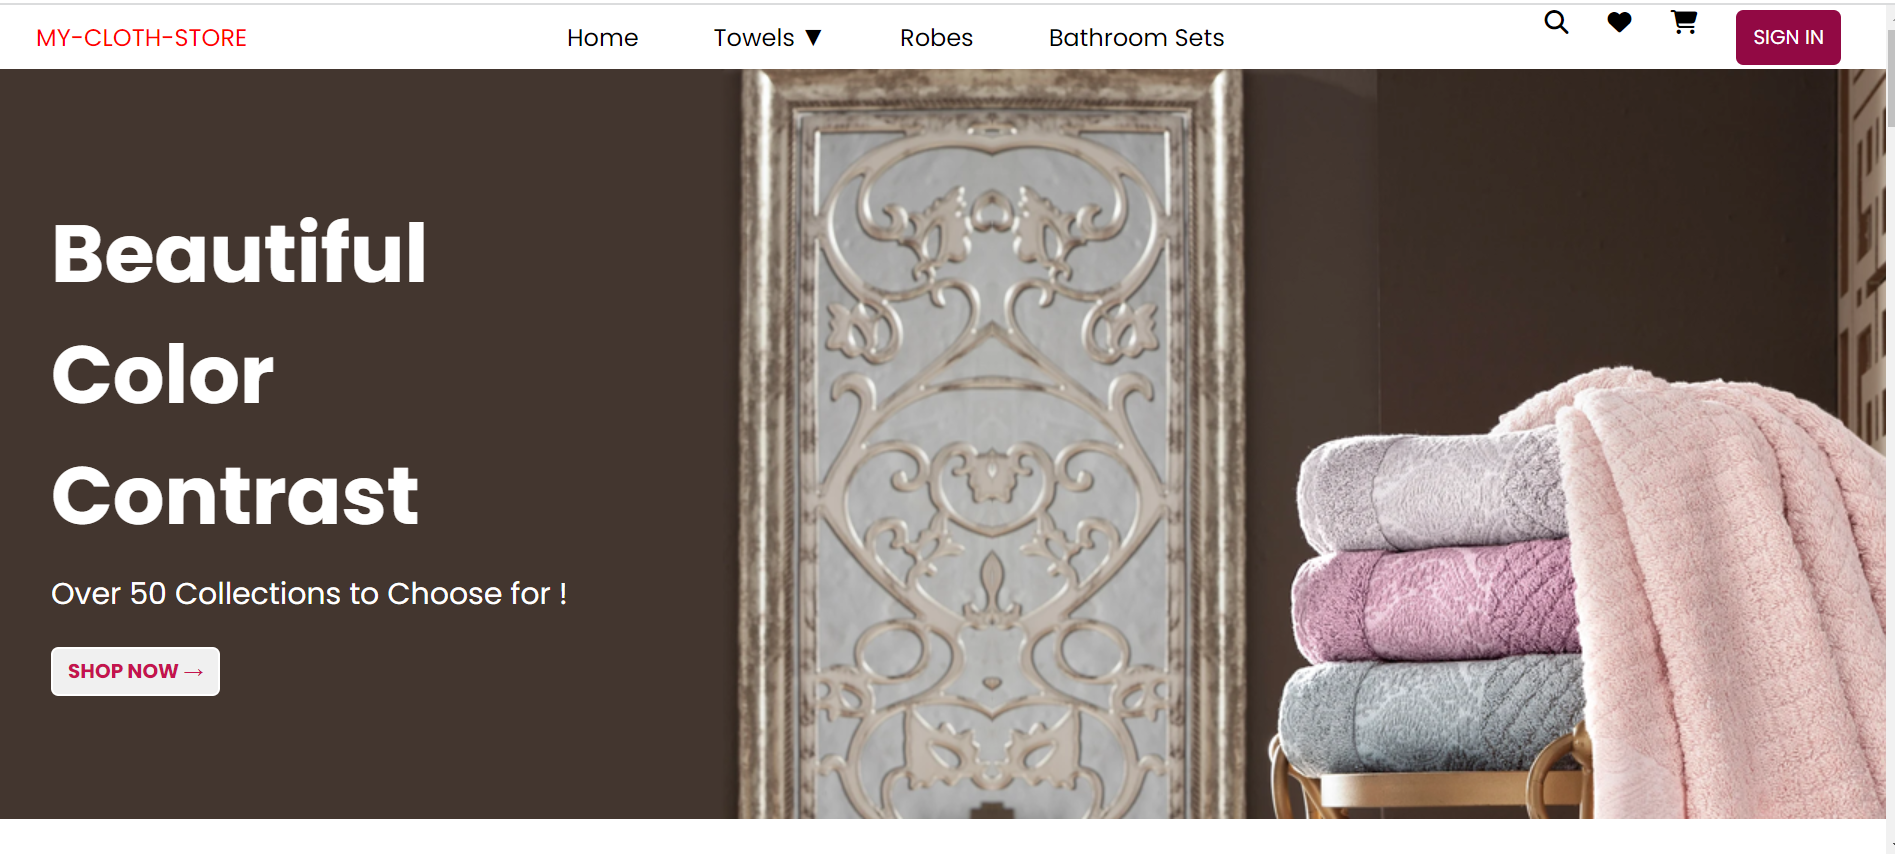 MY-CLOTH-STORE
Home Towels ▼ Robes Bathroom Sets
SIGN IN
Beautiful
Color
Contrast
Over 50 Collections to Choose for !
SHOP NOW →